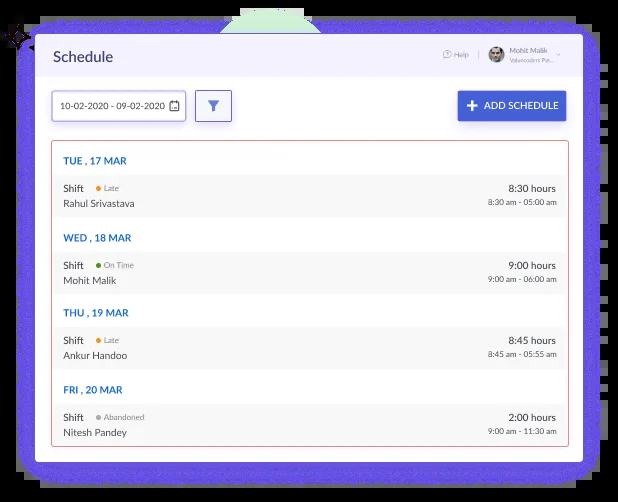 Schedule
Help
Mohit Malik
Valuecoders Pvt...
10-02-2020 - 09-02-2020
ADD SCHEDULE
TUE , 17 MAR
Shift Late 8:30 hours
Rahul Srivastava 8:30 am - 05:00 am
WED , 18 MAR
Shift On Time 9:00 hours
Mohit Malik 9:00 am - 06:00 am
THU , 19 MAR
Shift Late 8:45 hours
Ankur Handoo 8:45 am - 05:55 am
FRI , 20 MAR
Shift Abandoned 2:00 hours
Nitesh Pandey 9:00 am - 11:30 am